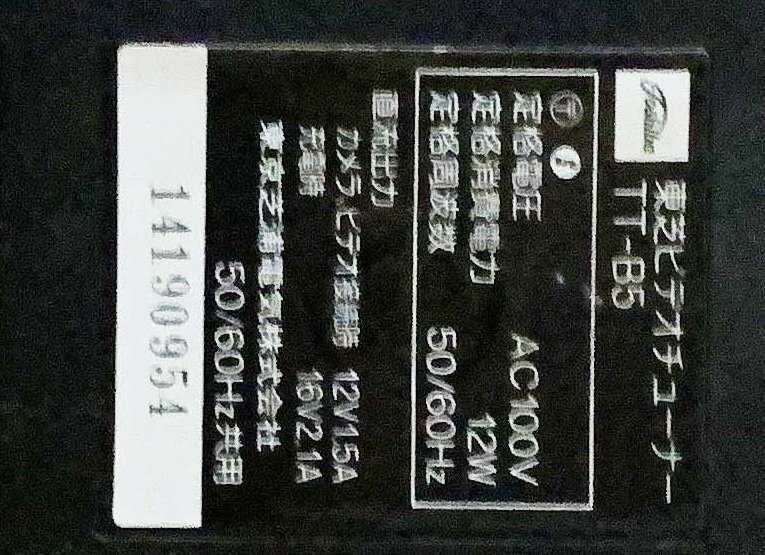 Toshiba
東芝ビデオチューナー
TT-B5
定格電圧 AC100V
定格消費電力 12W
定格周波数 50/60Hz
直流出力
カメラ,ビデオ 12V1.5A
充電時 16V2.1A
東京芝浦電気株式会社
50/60Hz共用
14190954